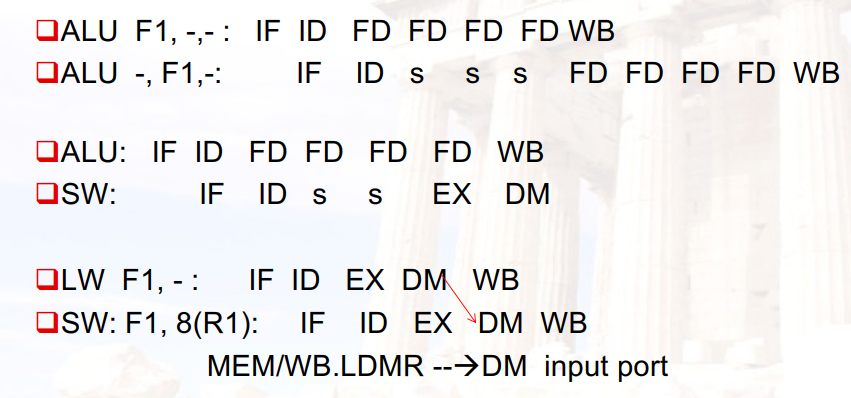 ❑ALU F1, -,- : IF ID FD FD FD FD WB
❑ALU -, F1,-: IF ID s s s FD FD FD FD WB
❑ALU: IF ID FD FD FD FD WB
❑SW: IF ID s s EX DM
❑LW F1, - : IF ID EX DM WB
❑SW: F1, 8(R1): IF ID EX DM WB
MEM/WB.LDMR --→DM input port